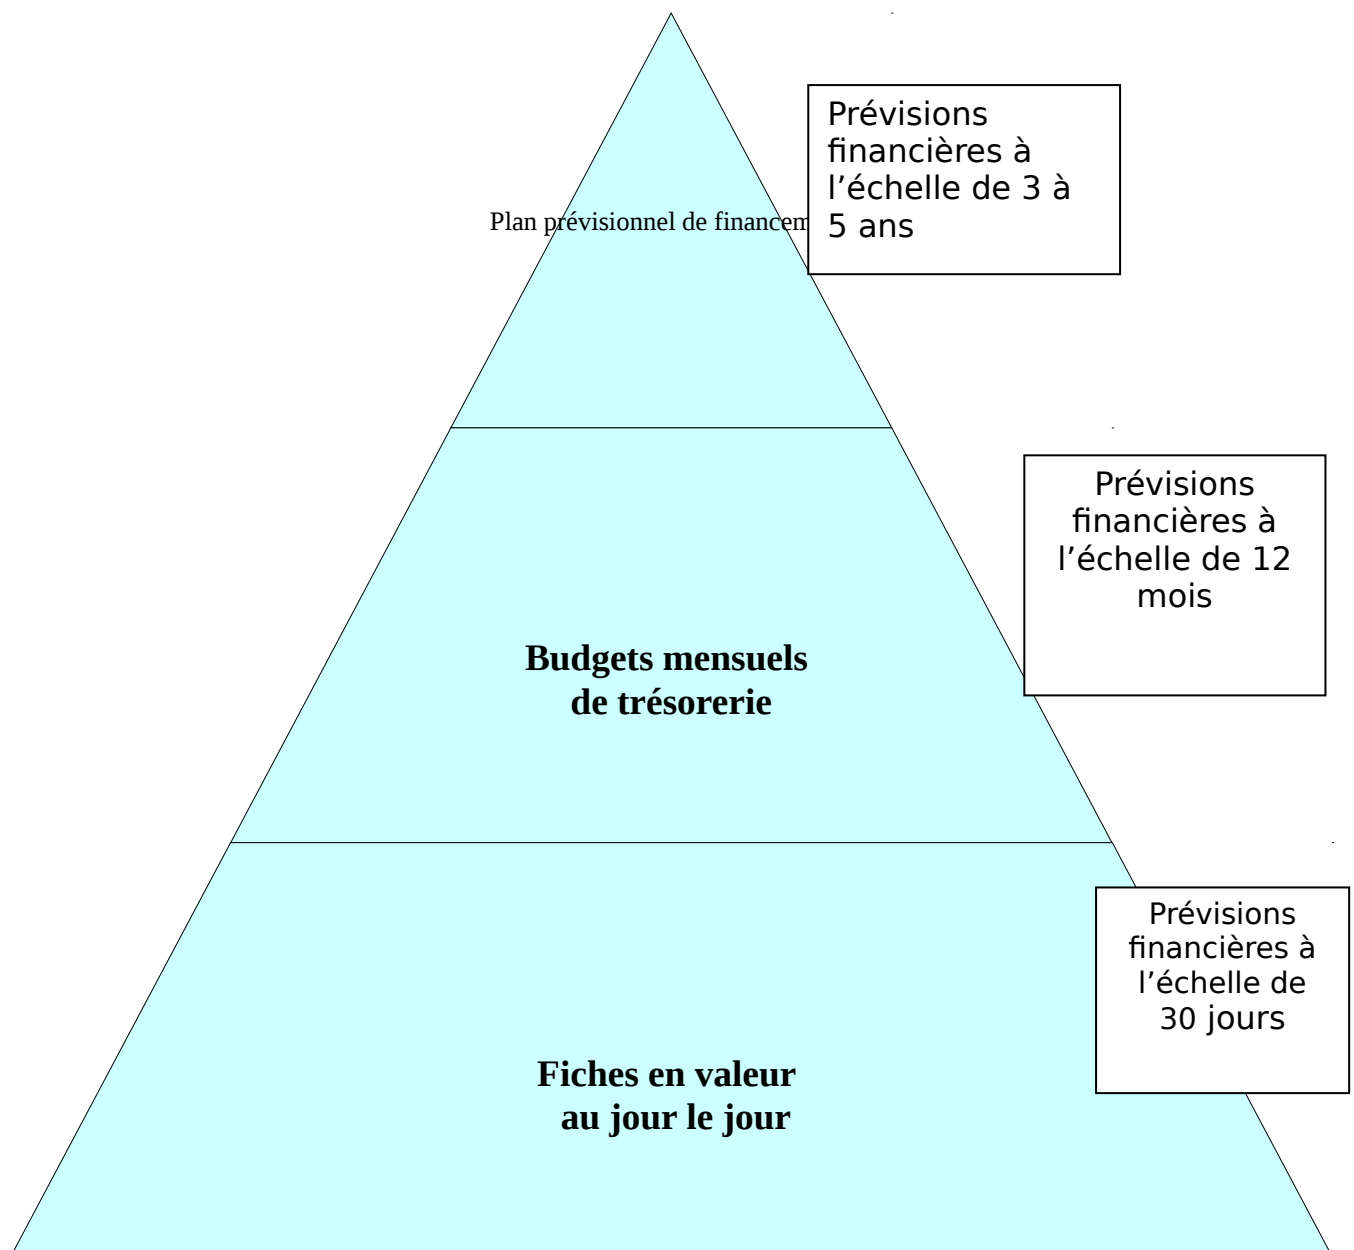 Prévisions
financières à
l’échelle de 3 à
5 ans
Plan prévisionnel de
Prévisions
financières à
l’échelle de 12
mois
Budgets mensuels
de trésorerie
Prévisions
financières à
l’échelle de
30 jours
Fiches en valeur
au jour le jour